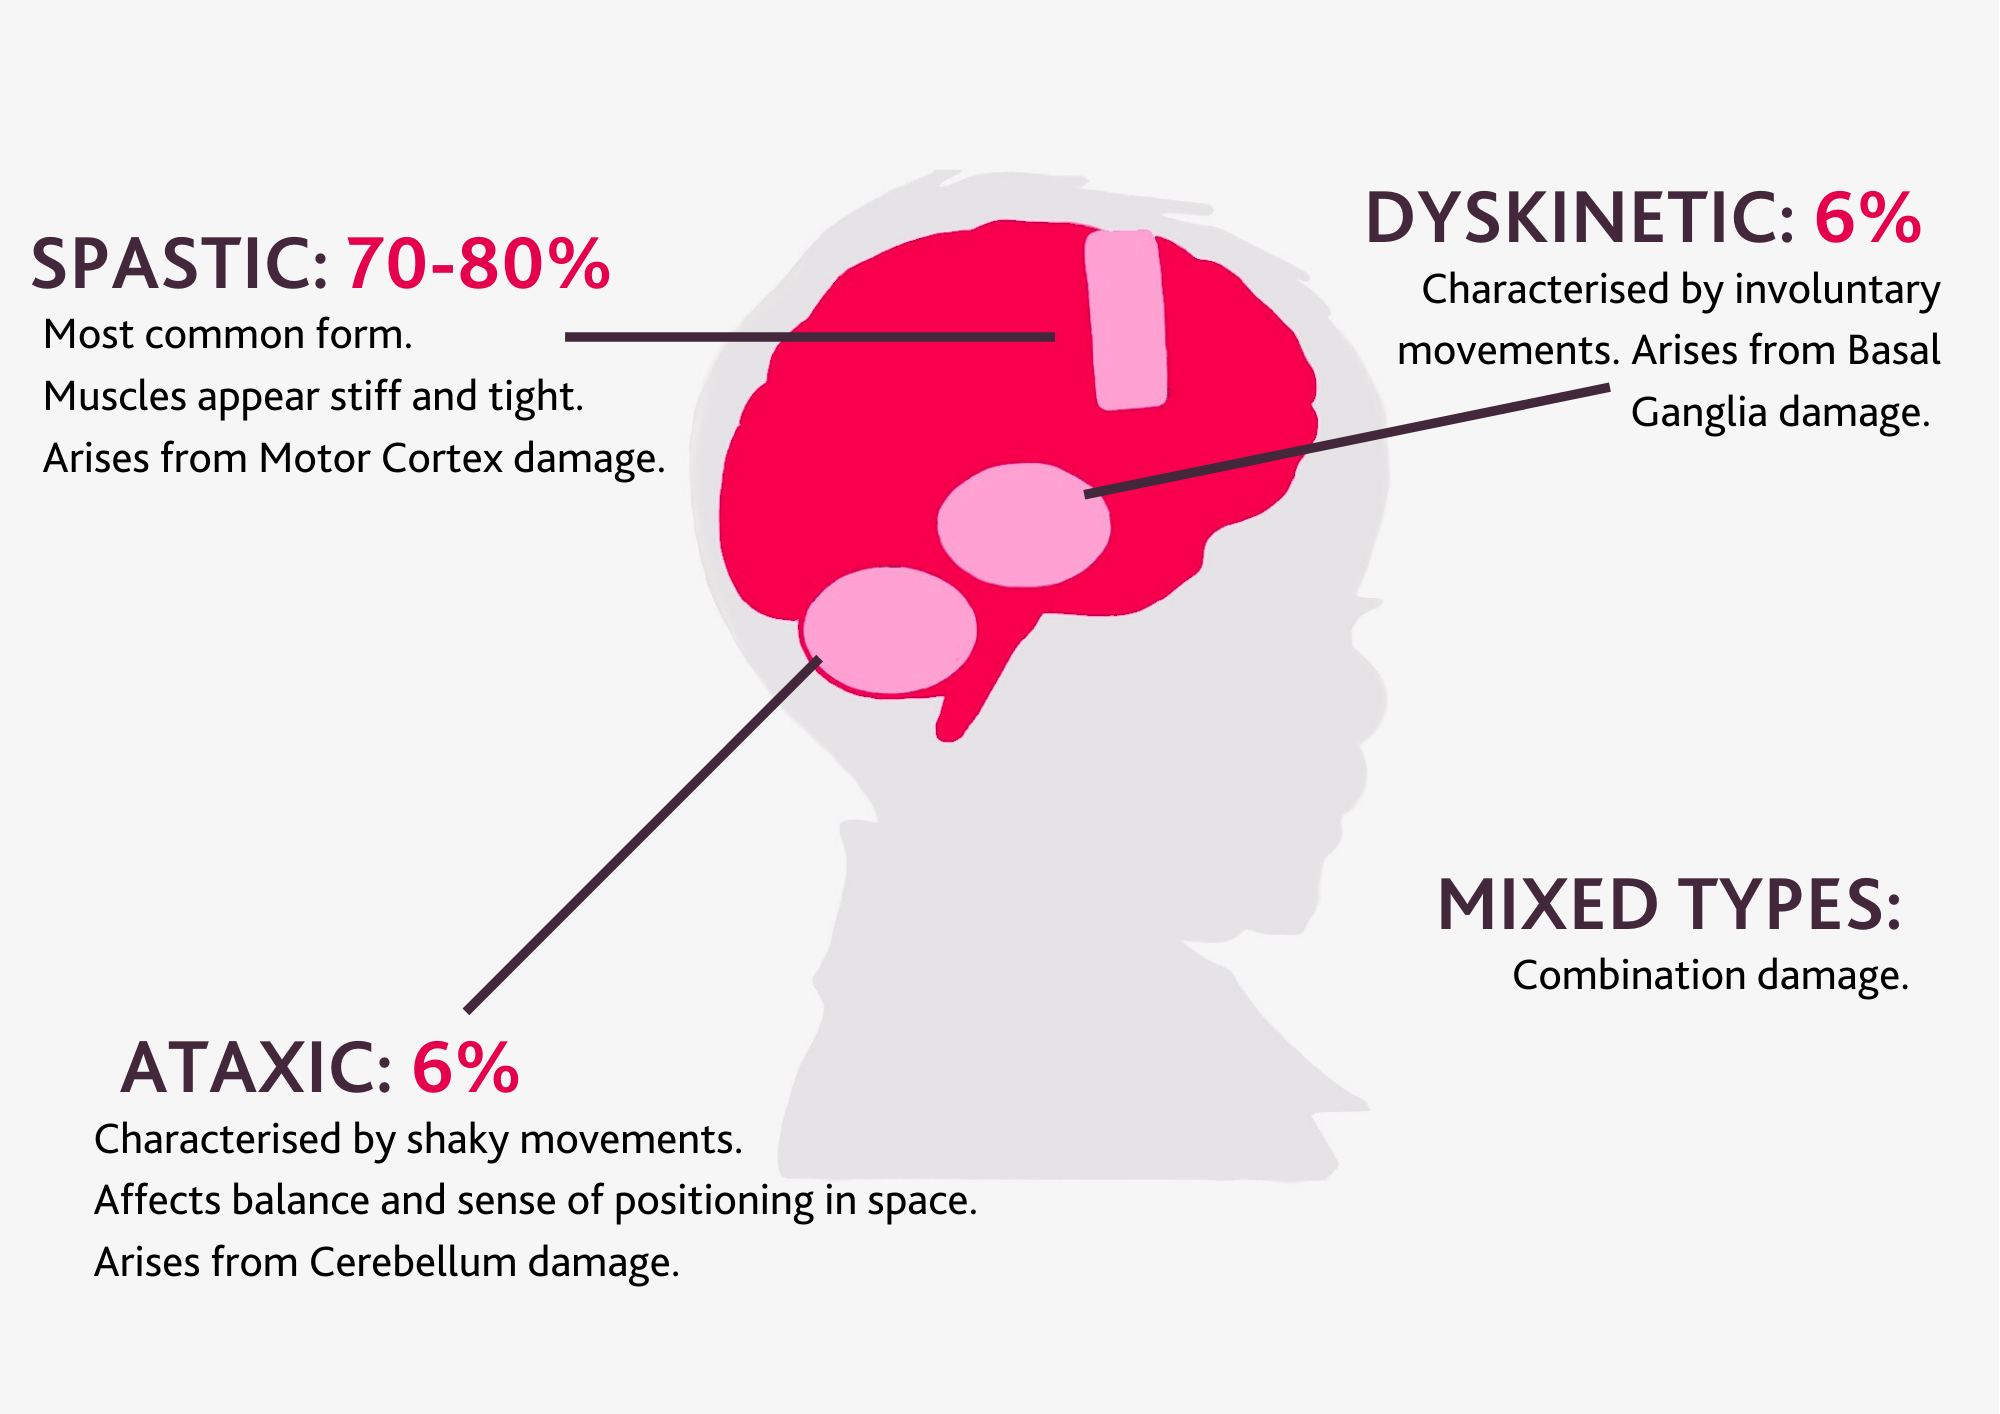 SPASTIC: 70-80%
Most common form.
Muscles appear stiff and tight.
Arises from Motor Cortex damage.
DYSKINETIC: 6%
Characterised by involuntary
movements. Arises from Basal
Ganglia damage.
MIXED TYPES:
Combination damage.
ATAXIC: 6%
Characterised by shaky movements.
Affects balance and sense of positioning in space.
Arises from Cerebellum damage.